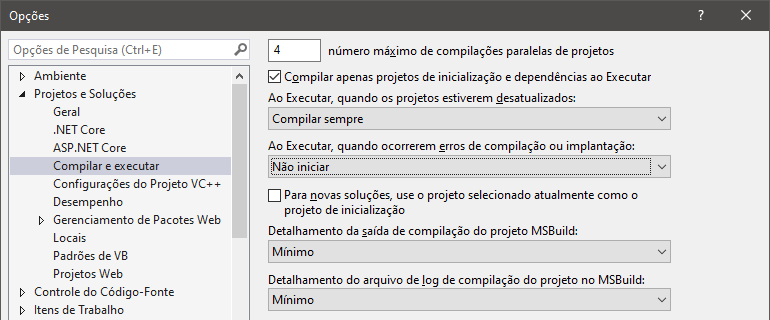 Opções
?
Opções de Pesquisa (Ctrl+E)
Ambiente
Projetos e Soluções
Geral
.NET Core
ASP.NET Core
Compilar e executar
Configurações do Projeto VC++
Desempenho
Gerenciamento de Pacotes Web
Locais
Padrões de VB
Projetos Web
Controle do Código-Fonte
Itens de Trabalho
4 número máximo de compilações paralelas de projetos
Compilar apenas projetos de inicialização e dependências ao Executar
Ao Executar, quando os projetos estiverem desatualizados:
Compilar sempre
Ao Executar, quando ocorrerem erros de compilação ou implantação:
Não iniciar
Para novas soluções, use o projeto selecionado atualmente como o
projeto de inicialização
Detalhamento da saída de compilação do projeto MSBuild:
Mínimo
Detalhamento do arquivo de log de compilação do projeto no MSBuild:
Mínimo